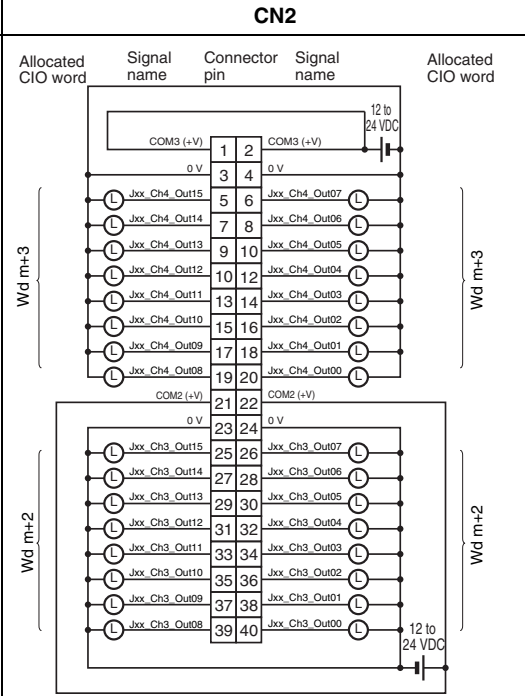 CN2
Allocated CIO word Signal name Connector pin Signal name Allocated CIO word
12 to 24 VDC
COM3 (+V) 1 2 COM3 (+V)
0 V 3 4 0 V
L Jxx_Ch4_Out15 5 6 Jxx_Ch4_Out07 L
L Jxx_Ch4_Out14 7 8 Jxx_Ch4_Out06 L
L Jxx_Ch4_Out13 9 10 Jxx_Ch4_Out05 L
L Jxx_Ch4_Out12 10 12 Jxx_Ch4_Out04 L
L Jxx_Ch4_Out11 13 14 Jxx_Ch4_Out03 L
L Jxx_Ch4_Out10 15 16 Jxx_Ch4_Out02 L
L Jxx_Ch4_Out09 17 18 Jxx_Ch4_Out01 L
L Jxx_Ch4_Out08 19 20 Jxx_Ch4_Out00 L
Wd m+3
Wd m+3
COM2 (+V) 21 22 COM2 (+V)
0 V 23 24 0 V
L Jxx_Ch3_Out15 25 26 Jxx_Ch3_Out07 L
L Jxx_Ch3_Out14 27 28 Jxx_Ch3_Out06 L
L Jxx_Ch3_Out13 29 30 Jxx_Ch3_Out05 L
L Jxx_Ch3_Out12 31 32 Jxx_Ch3_Out04 L
L Jxx_Ch3_Out11 33 34 Jxx_Ch3_Out03 L
L Jxx_Ch3_Out10 35 36 Jxx_Ch3_Out02 L
L Jxx_Ch3_Out09 37 38 Jxx_Ch3_Out01 L
L Jxx_Ch3_Out08 39 40 Jxx_Ch3_Out00 L
Wd m+2
Wd m+2
12 to 24 VDC